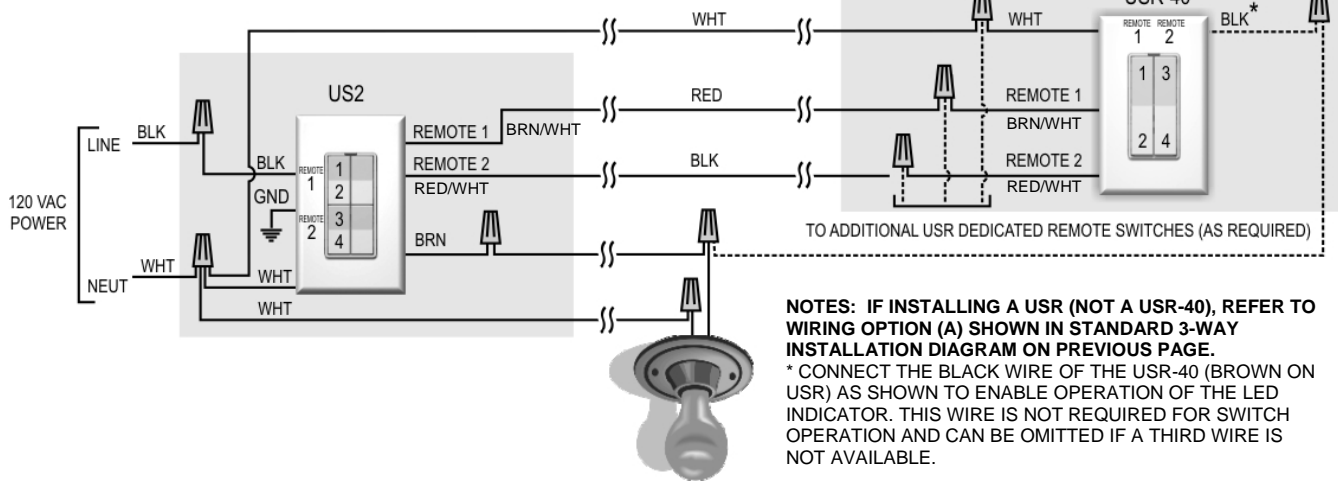 WHT
WHT
USR-40
REMOTE REMOTE
1 2
BLK*
US2
1 3
2 4
RED
REMOTE 1
BRN/WHT
REMOTE 1
BRN/WHT
LINE
BLK
BLK
REMOTE
1
1
2
3
4
REMOTE
2
REMOTE 2
RED/WHT
BLK
REMOTE 2
RED/WHT
GND
120 VAC
POWER
BRN
TO ADDITIONAL USR DEDICATED REMOTE SWITCHES (AS REQUIRED)
NEUT
WHT
WHT
WHT
NOTES: IF INSTALLING A USR (NOT A USR-40), REFER TO
WIRING OPTION (A) SHOWN IN STANDARD 3-WAY
INSTALLATION DIAGRAM ON PREVIOUS PAGE.
* CONNECT THE BLACK WIRE OF THE USR-40 (BROWN ON
USR) AS SHOWN TO ENABLE OPERATION OF THE LED
INDICATOR. THIS WIRE IS NOT REQUIRED FOR SWITCH
OPERATION AND CAN BE OMITTED IF A THIRD WIRE IS
NOT AVAILABLE.